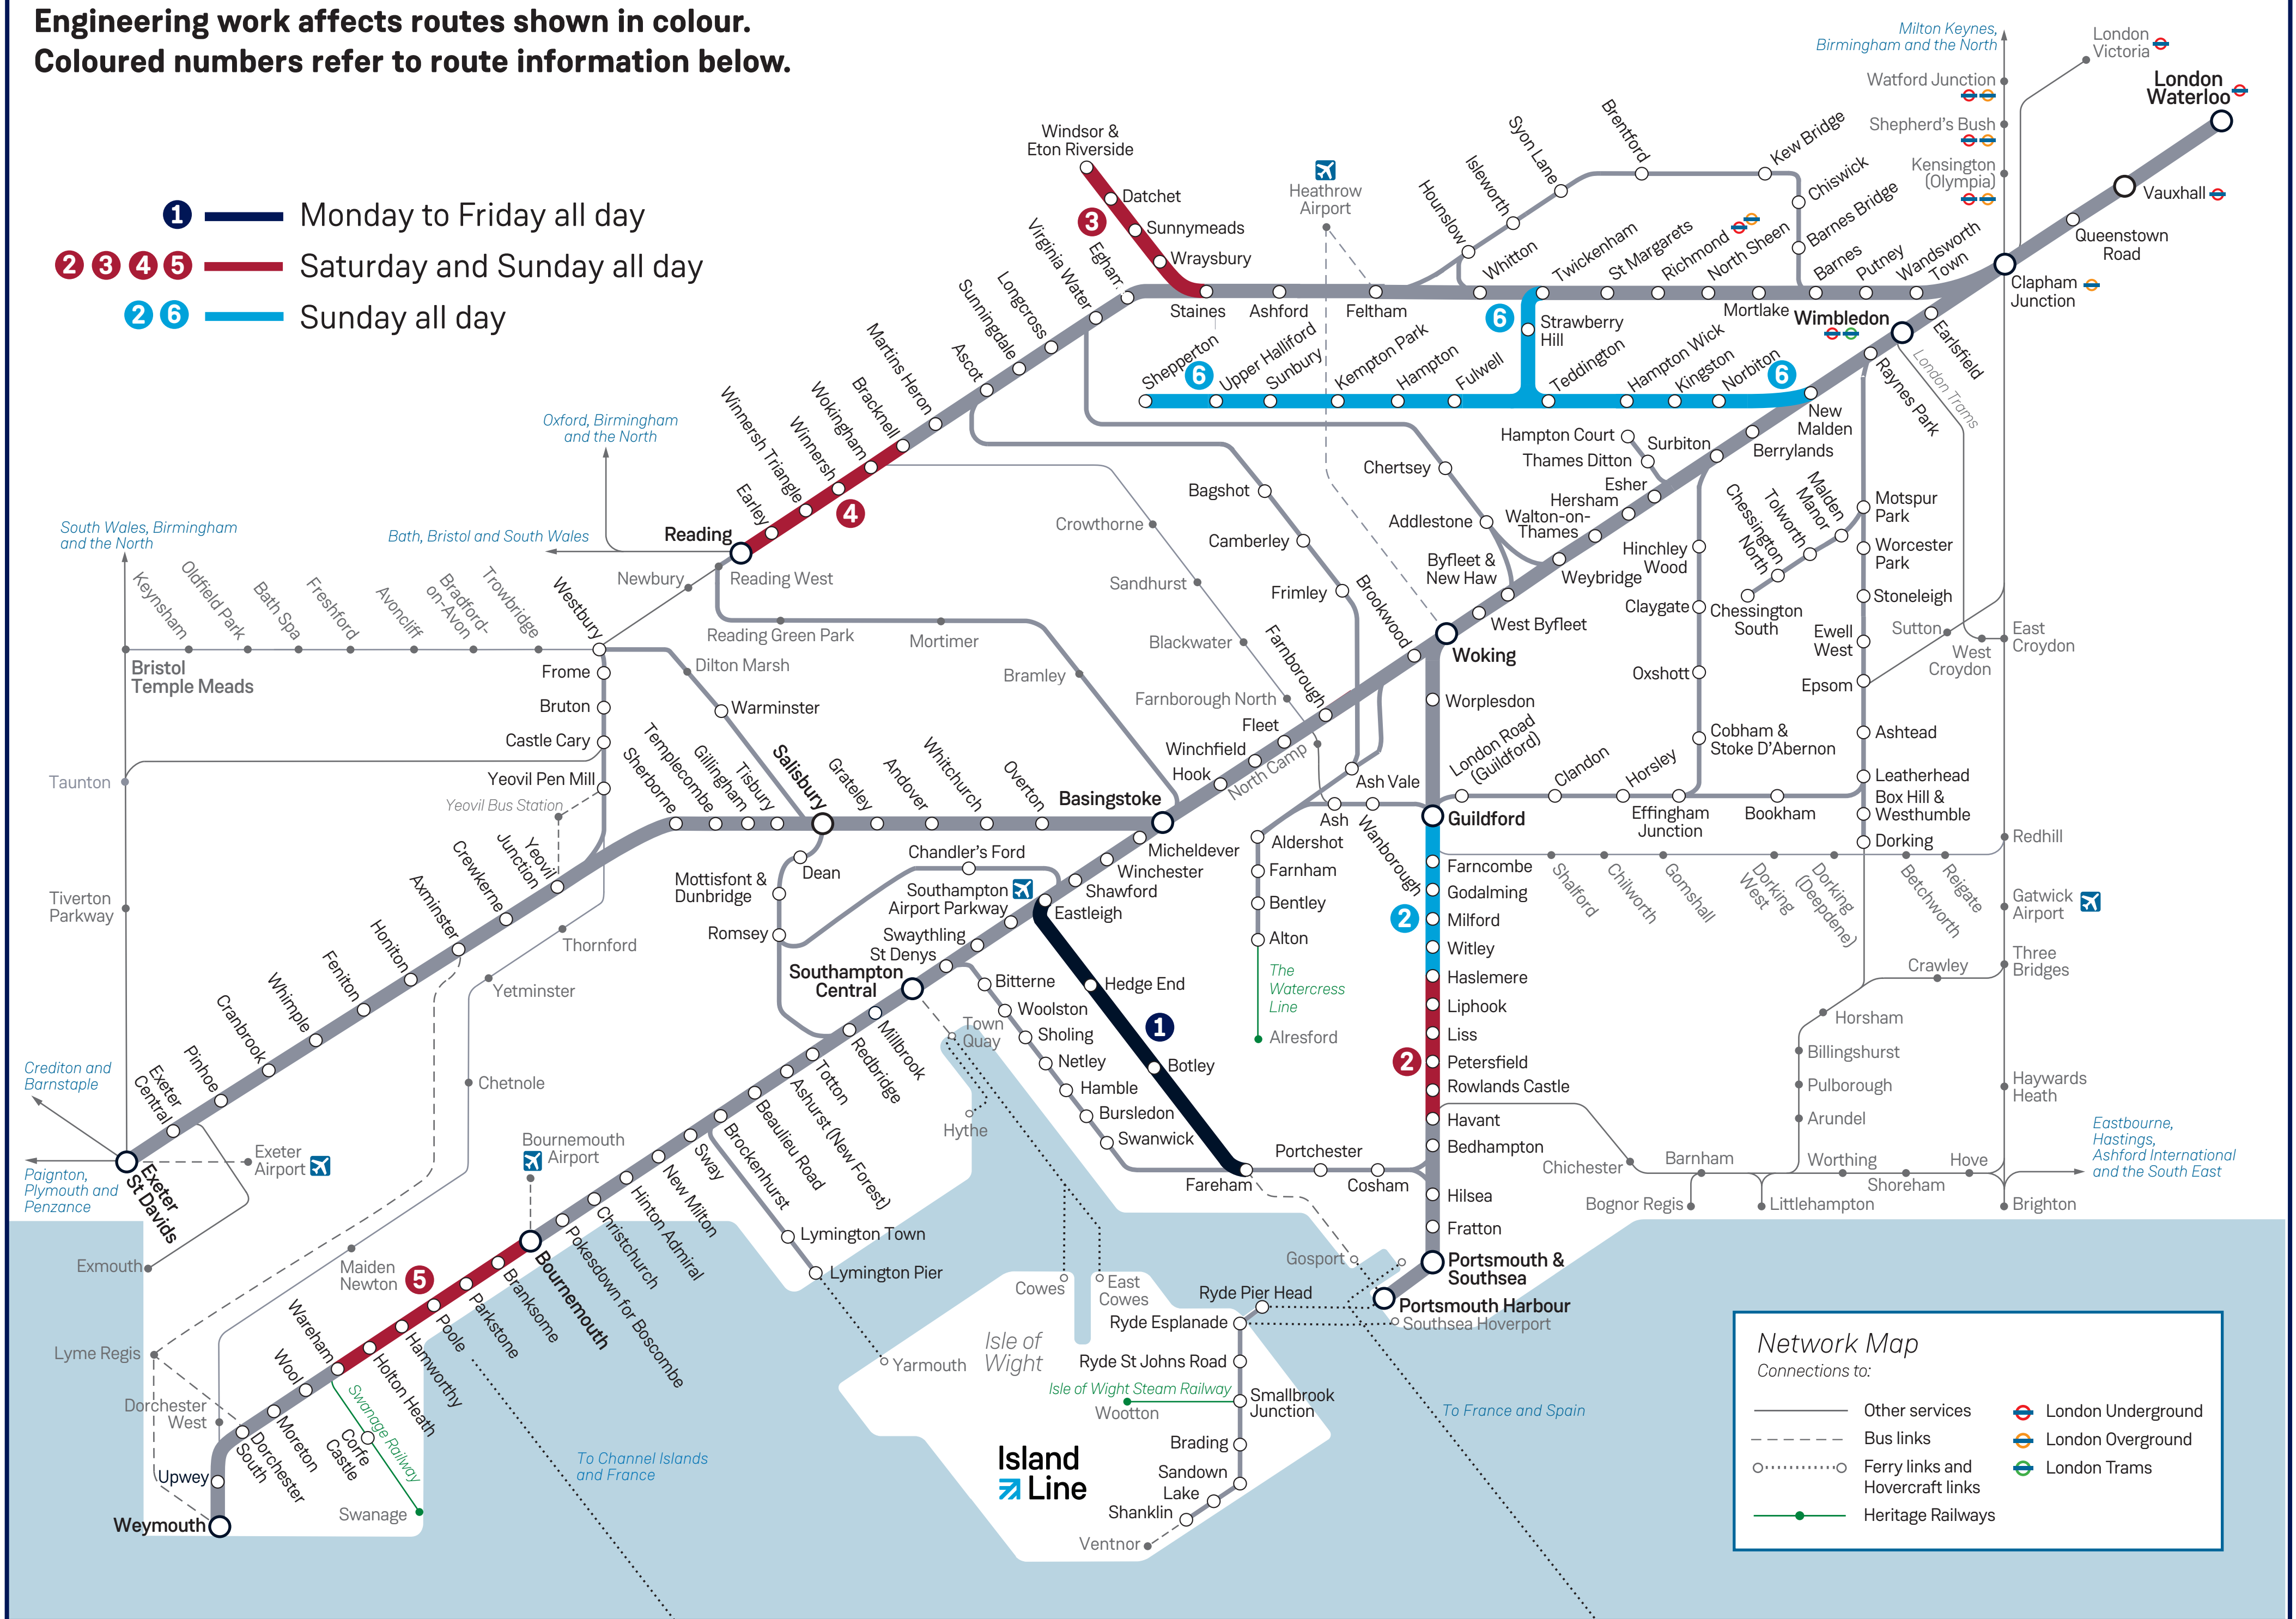 Engineering work affects routes shown in colour.
Coloured numbers refer to route information below.
1 Monday to Friday all day
2 3 4 5 Saturday and Sunday all day
2 6 Sunday all day
Milton Keynes,
Birmingham and the North
London
Victoria
Watford Junction
London
Waterloo
Shepherd's Bush
Kensington
(Olympia)
Vauxhall
Queenstown
Road
Clapham
Junction
Windsor &
Eton Riverside
Datchet
3
Sunnymeads
Wraysbury
Heathrow
Airport
Hounslow
Isleworth
Syon Lane
Brentford
Kew Bridge
Chiswick
Barnes Bridge
Virginia Water
Egham
Staines
Ashford
Feltham
Whitton
Twickenham
St Margarets
Richmond
North Sheen
Mortlake
Barnes
Putney
Wandsworth
Town
Wimbledon
Earlsfield
London Trams
6
Strawberry
Hill
Shepperton
6
Upper Halliford
Sunbury
Kempton Park
Hampton
Fulwell
Teddington
Hampton Wick
Kingston
Norbiton
6
New
Malden
Raynes Park
Berrylands
Surbiton
Hampton Court
Thames Ditton
Esher
Hersham
Walton-on-
Thames
Weybridge
Byfleet &
New Haw
West Byfleet
Woking
Brookwood
Longcross
Sunningdale
Ascot
Martins Heron
Bracknell
Wokingham
Winnersh
Winnersh Triangle
Earley
4
Reading
Oxford, Birmingham
and the North
Bath, Bristol and South Wales
South Wales, Birmingham
and the North
Chertsey
Addlestone
Bagshot
Camberley
Frimley
Crowthorne
Sandhurst
Blackwater
Farnborough North
North Camp
Motspur
Park
Malden
Manor
Tolworth
Chessington
North
Chessington
South
Worcester
Park
Stoneleigh
Ewell
West
Epsom
Ashtead
Leatherhead
Box Hill &
Westhumble
Dorking
Hinchley
Wood
Claygate
Oxshott
Cobham &
Stoke D'Abernon
Sutton
West
Croydon
East
Croydon
Newbury
Reading West
Reading Green Park
Mortimer
Bramley
Keynsham
Oldfield Park
Bath Spa
Freshford
Avoncliff
Bradford-
on-Avon
Trowbridge
Westbury
Bristol
Temple Meads
Dilton Marsh
Warminster
Frome
Bruton
Castle Cary
Yeovil Pen Mill
Yeovil Bus Station
Taunton
Tiverton
Parkway
Farnborough
Fleet
Winchfield
Hook
Basingstoke
Overton
Whitchurch
Andover
Grateley
Salisbury
Tisbury
Gillingham
Templecombe
Sherborne
Yeovil
Junction
Crewkerne
Axminster
Honiton
Feniton
Whimple
Cranbrook
Pinhoe
Exeter
Central
Exeter
St Davids
Crediton and
Barnstaple
Paignton,
Plymouth and
Penzance
Exeter
Airport
Exmouth
Worplesdon
London Road
(Guildford)
Clandon
Horsley
Effingham
Junction
Bookham
Guildford
Ash Vale
Ash
Wanborough
Aldershot
Farnham
Bentley
Alton
The
Watercress
Line
Alresford
Farncombe
Godalming
2
Milford
Witley
Haslemere
Liphook
Liss
2
Petersfield
Rowlands Castle
Havant
Bedhampton
Hilsea
Fratton
Portsmouth &
Southsea
Portsmouth Harbour
Southsea Hoverport
Shalford
Chilworth
Gomshall
Dorking
West
Dorking
(Deepdene)
Betchworth
Reigate
Redhill
Gatwick
Airport
Three
Bridges
Crawley
Horsham
Billingshurst
Pulborough
Arundel
Haywards
Heath
Eastbourne,
Hastings,
Ashford International
and the South East
Chichester
Barnham
Worthing
Shoreham
Hove
Bognor Regis
Littlehampton
Brighton
Micheldever
Winchester
Shawford
Eastleigh
Chandler's Ford
Southampton
Airport Parkway
Swaythling
St Denys
Southampton
Central
Dean
Mottisfont &
Dunbridge
Romsey
Hedge End
1
Botley
Fareham
Portchester
Cosham
Gosport
Bitterne
Woolston
Sholing
Netley
Hamble
Bursledon
Swanwick
Town
Quay
Hythe
Millbrook
Redbridge
Totton
Ashurst (New Forest)
Beaulieu Road
Brockenhurst
Sway
New Milton
Hinton Admiral
Christchurch
Pokesdown for Boscombe
Bournemouth
Bournemouth
Airport
Lymington Town
Lymington Pier
Yarmouth
Branksome
Parkstone
Poole
Hamworthy
Holton Heath
5
Wareham
Wool
Moreton
Dorchester
South
Upwey
Weymouth
Swanage Railway
Corfe
Castle
Swanage
Thornford
Yetminster
Chetnole
Maiden
Newton
Dorchester
West
Lyme Regis
To Channel Islands
and France
Cowes
East
Cowes
Isle of
Wight
Ryde Pier Head
Ryde Esplanade
Ryde St Johns Road
Isle of Wight Steam Railway
Wootton
Smallbrook
Junction
Brading
Sandown
Lake
Shanklin
Ventnor
Island
Line
To France and Spain
Network Map
Connections to:
Other services
Bus links
Ferry links and
Hovercraft links
Heritage Railways
London Underground
London Overground
London Trams